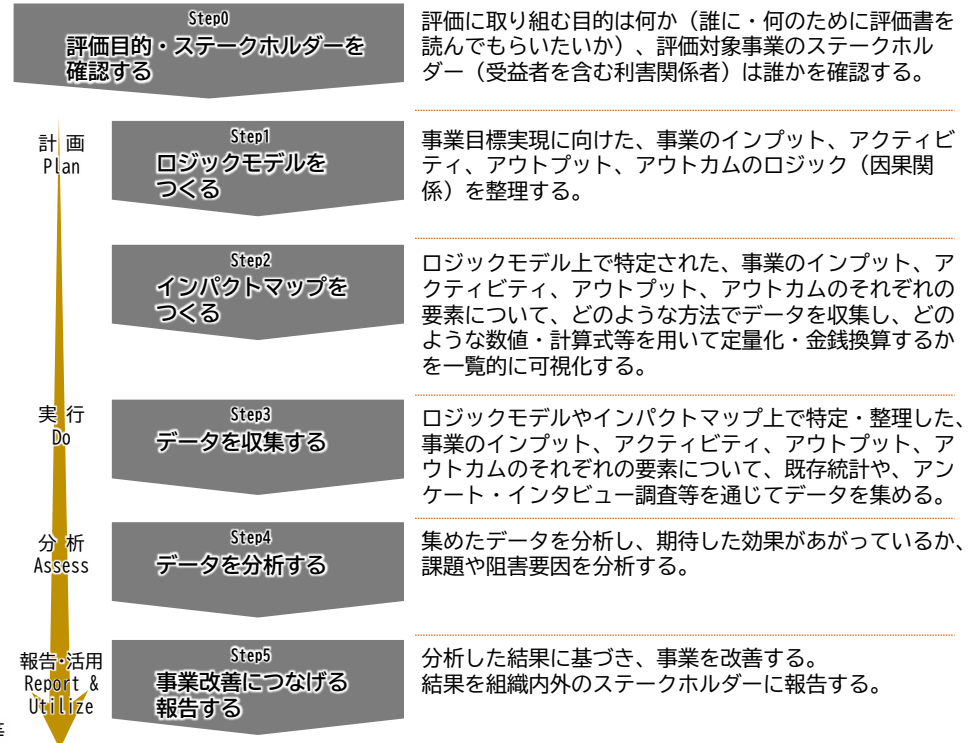 Step0
評価目的・ステークホルダーを
確認する
評価に取り組む目的は何か（誰に・何のために評価書を
読んでもらいたいか）、評価対象事業のステークホル
ダー（受益者を含む利害関係者）は誰かを確認する。
計 画
Plan
Step1
ロジックモデルを
つくる
事業目標実現に向けた、事業のインプット、アクティビ
ティ、アウトプット、アウトカムのロジック（因果関
係）を整理する。
Step2
インパクトマップを
つくる
ロジックモデル上で特定された、事業のインプット、ア
クティビティ、アウトプット、アウトカムのそれぞれの
要素について、どのような方法でデータを収集し、どの
ような数値・計算式等を用いて定量化・金銭換算するか
を一覧的に可視化する。
実 行
Do
Step3
データを収集する
ロジックモデルやインパクトマップ上で特定・整理した、
事業のインプット、アクティビティ、アウトプット、ア
ウトカムのそれぞれの要素について、既存統計や、アン
ケート・インタビュー調査等を通じてデータを集める。
分 析
Assess
Step4
データを分析する
集めたデータを分析し、期待した効果があがっているか、
課題や阻害要因を分析する。
報告・活用
Report &
Utilize
Step5
事業改善につなげる
報告する
分析した結果に基づき、事業を改善する。
結果を組織内外のステークホルダーに報告する。